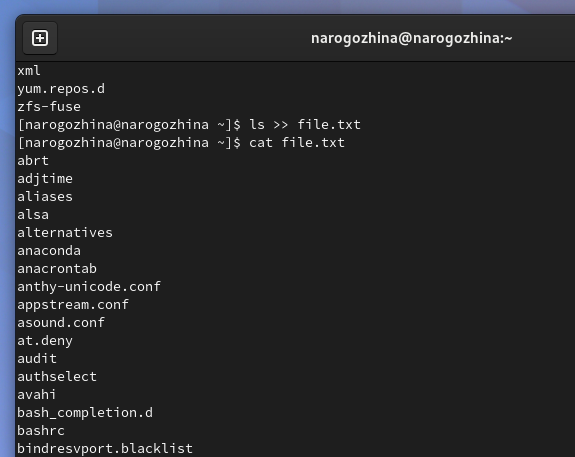 narogozhina@narogozhina:~
xml
yum.repos.d
zfs-fuse
[narogozhina@narogozhina ~]$ ls >> file.txt
[narogozhina@narogozhina ~]$ cat file.txt
abrt
adjtime
aliases
alsa
alternatives
anaconda
anacrontab
anthy-unicode.conf
appstream.conf
asound.conf
at.deny
audit
authselect
avahi
bash_completion.d
bashrc
bindresvport.blacklist